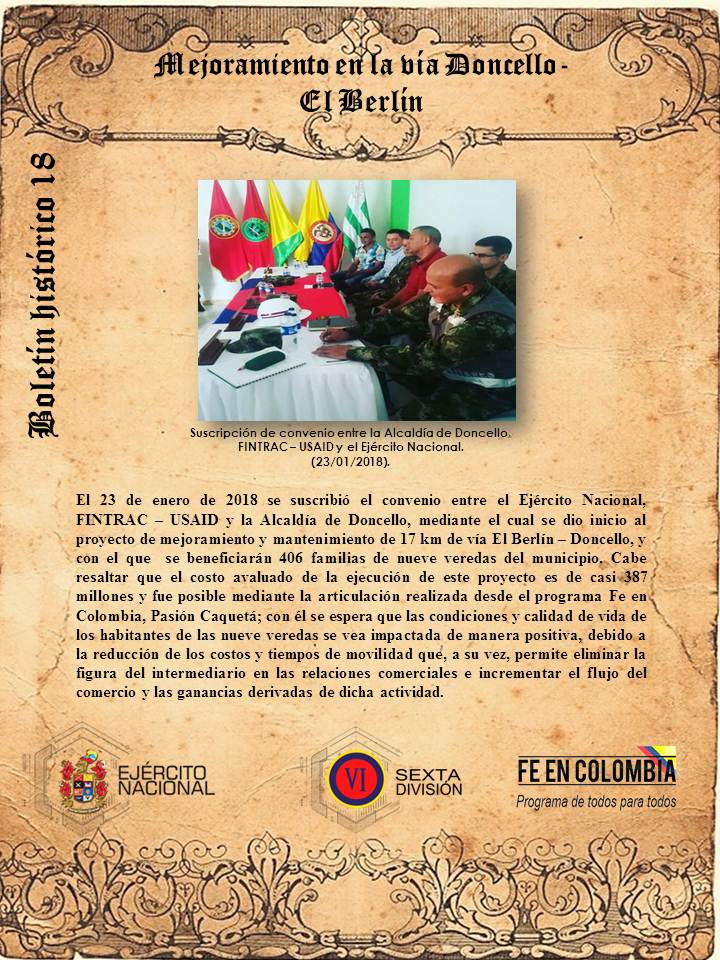 Mejoramiento en la vía Doncello -
El Berlín
Boletín histórico 18
Suscripción de convenio entre la Alcaldía de Doncello,
FINTRAC – USAID y el Ejército Nacional.
(23/01/2018).
El 23 de enero de 2018 se suscribió el convenio entre el Ejército Nacional,
FINTRAC – USAID y la Alcaldía de Doncello, mediante el cual se dio inicio al
proyecto de mejoramiento y mantenimiento de 17 km de vía El Berlín – Doncello, y
con el que se beneficiarán 406 familias de nueve veredas del municipio. Cabe
resaltar que el costo avaluado de la ejecución de este proyecto es de casi 387
millones y fue posible mediante la articulación realizada desde el programa Fe en
Colombia, Pasión Caquetá; con él se espera que las condiciones y calidad de vida de
los habitantes de las nueve veredas se vea impactada de manera positiva, debido a
la reducción de los costos y tiempos de movilidad que, a su vez, permite eliminar la
figura del intermediario en las relaciones comerciales e incrementar el flujo del
comercio y las ganancias derivadas de dicha actividad.
EJÉRCITO
NACIONAL
VI
SEXTA
DIVISIÓN
FE EN COLOMBIA
Programa de todos para todos